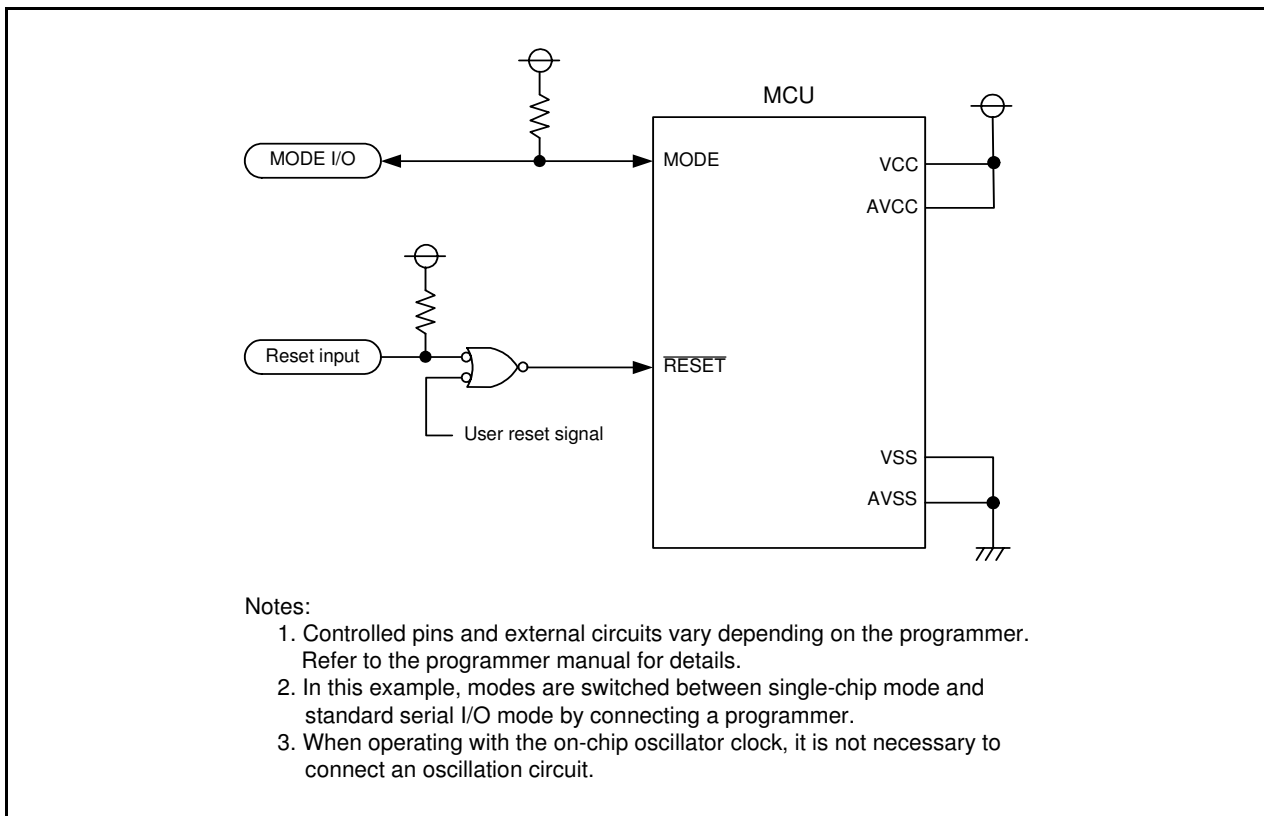 MCU
MODE I/O
MODE
VCC
AVCC
Reset input
RESET
User reset signal
VSS
AVSS
Notes:
1. Controlled pins and external circuits vary depending on the programmer.
Refer to the programmer manual for details.
2. In this example, modes are switched between single-chip mode and
standard serial I/O mode by connecting a programmer.
3. When operating with the on-chip oscillator clock, it is not necessary to
connect an oscillation circuit.